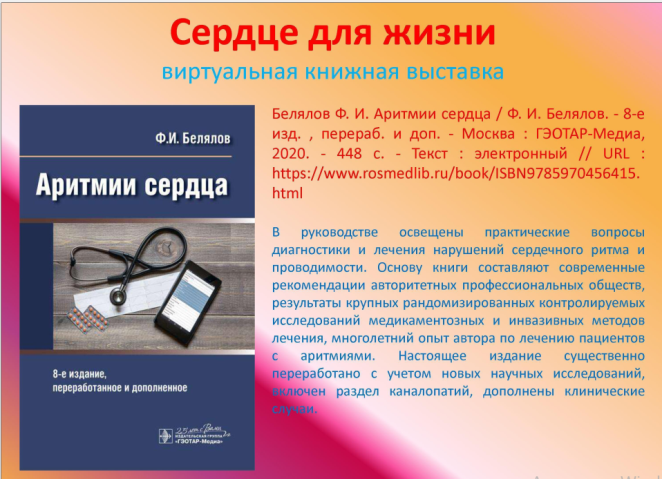 Сердце для жизни
виртуальная книжная выставка
Ф.И. Белялов
Аритмии сердца
8-е издание,
переработанное и дополненное
ИЗДАТЕЛЬСКАЯ ГРУППА
«ГЭОТАР-Медиа»
Белялов Ф. И. Аритмии сердца / Ф. И. Белялов. - 8-е
изд. , перераб. и доп. - Москва : ГЭОТАР-Медиа,
2020. - 448 с. - Текст : электронный // URL :
https://www.rosmedlib.ru/book/ISBN9785970456415.
html
В руководстве освещены практические вопросы
диагностики и лечения нарушений сердечного ритма и
проводимости. Основу книги составляют современные
рекомендации авторитетных профессиональных обществ,
результаты крупных рандомизированных контролируемых
исследований медикаментозных и инвазивных методов
лечения, многолетний опыт автора по лечению пациентов
с аритмиями. Настоящее издание существенно
переработано с учетом новых научных исследований,
включен раздел каналопатий, дополнены клинические
случаи.